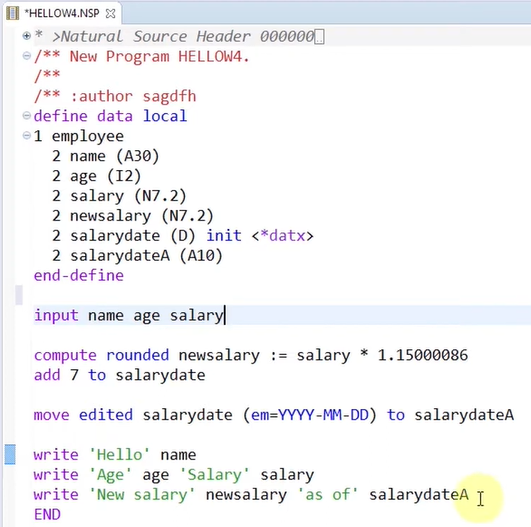 *HELLOW4.NSP
* >Natural Source Header 000000
/** New Program HELLOW4.
/**
/** :author sagdfh
define data local
1 employee
2 name (A30)
2 age (I2)
2 salary (N7.2)
2 newsalary (N7.2)
2 salarydate (D) init <*datx>
2 salarydateA (A10)
end-define
input name age salary
compute rounded newsalary := salary * 1.15000086
add 7 to salarydate
move edited salarydate (em=YYYY-MM-DD) to salarydateA
write 'Hello' name
write 'Age' age 'Salary' salary
write 'New salary' newsalary 'as of' salarydateA
END